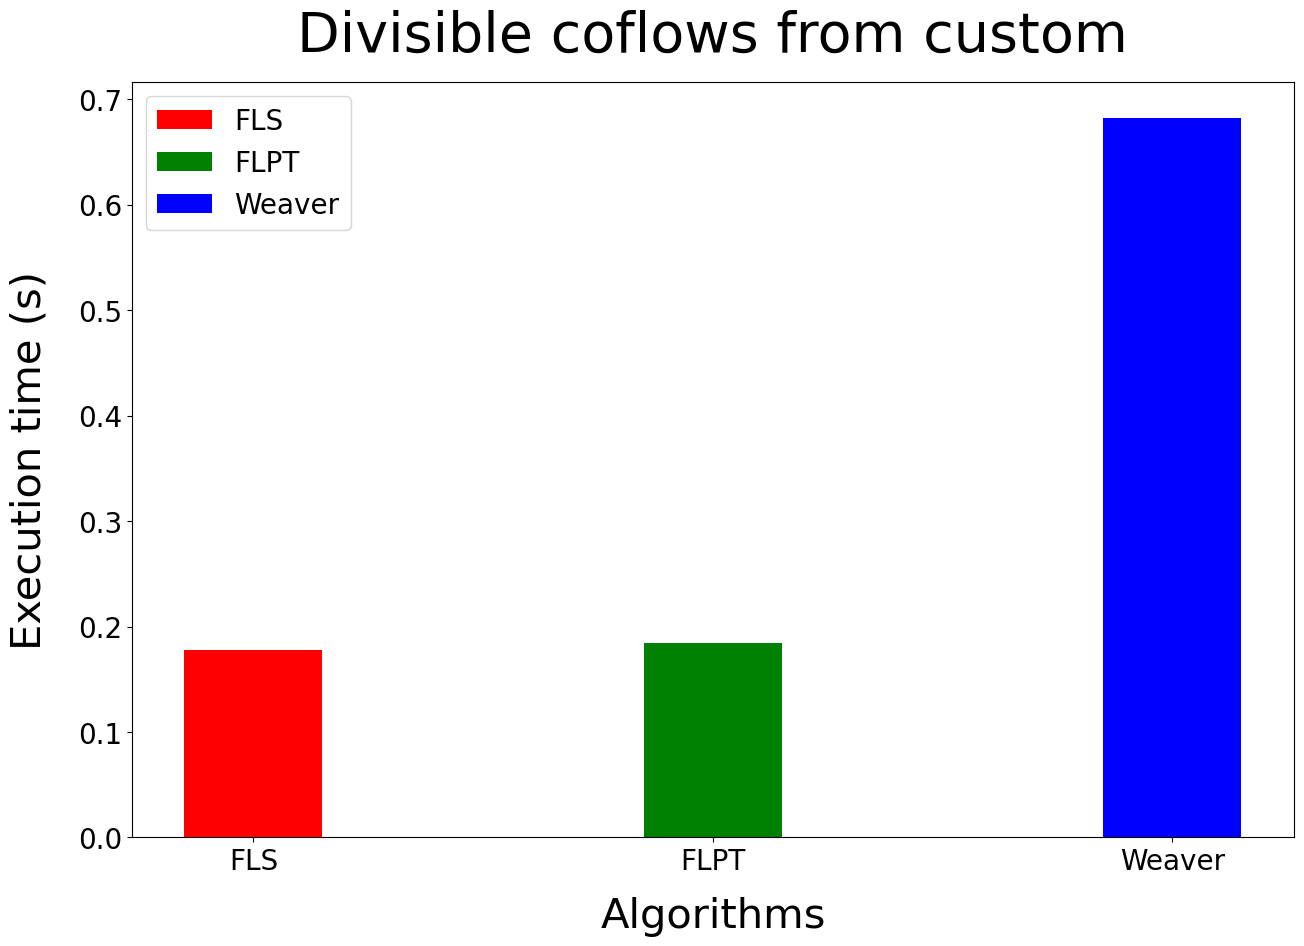 Divisible coflows from custom
FLS
FLPT
Weaver
Execution time (s)
0.7
0.6
0.5
0.4
0.3
0.2
0.1
0.0
FLS FLPT Weaver
Algorithms